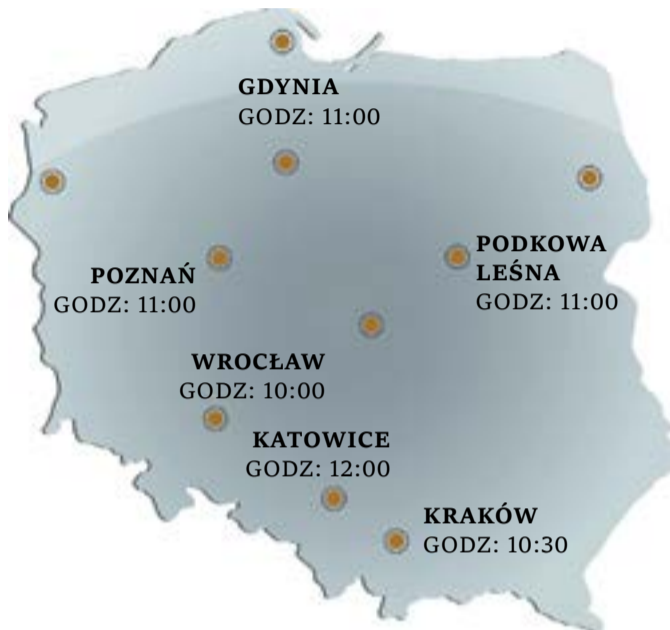 GDYNIA
GODZ: 11:00
PODKOWA
LEŚNA
GODZ: 11:00
POZNAŃ
GODZ: 11:00
WROCŁAW
GODZ: 10:00
KATOWICE
GODZ: 12:00
KRAKÓW
GODZ: 10:30